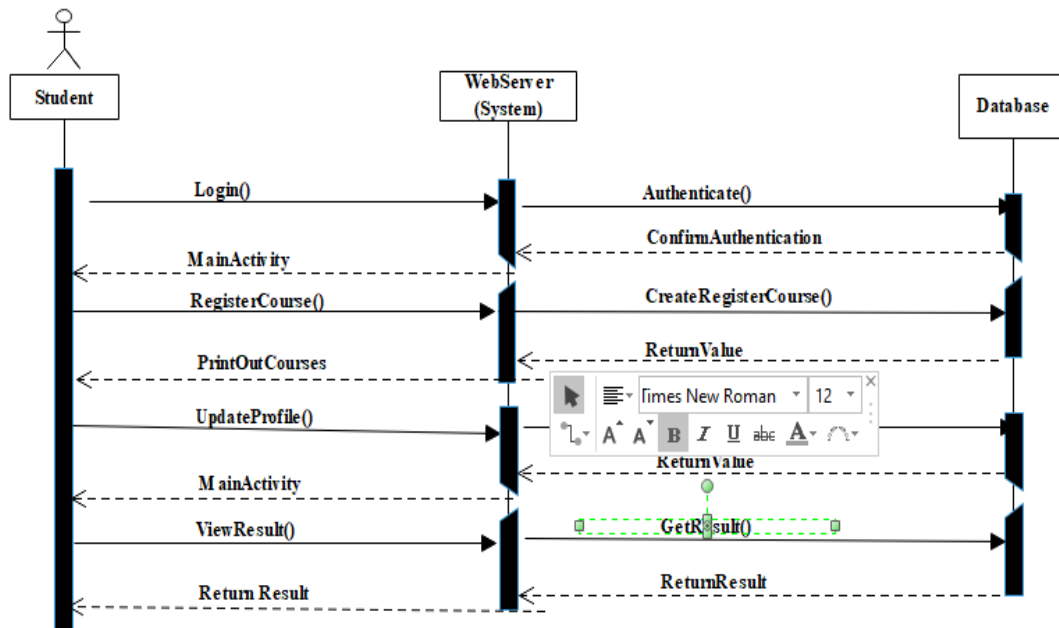 Student
WebServer
(System)
Database
Login()
Authenticate()
ConfirmAuthentication
MainActivity
RegisterCourse()
CreateRegisterCourse()
ReturnValue
PrintOutCourses
Times New Roman
12
A A B I U abc A
UpdateProfile()
ReturnValue
MainActivity
ViewResult()
GetResult()
ReturnResult
Return Result